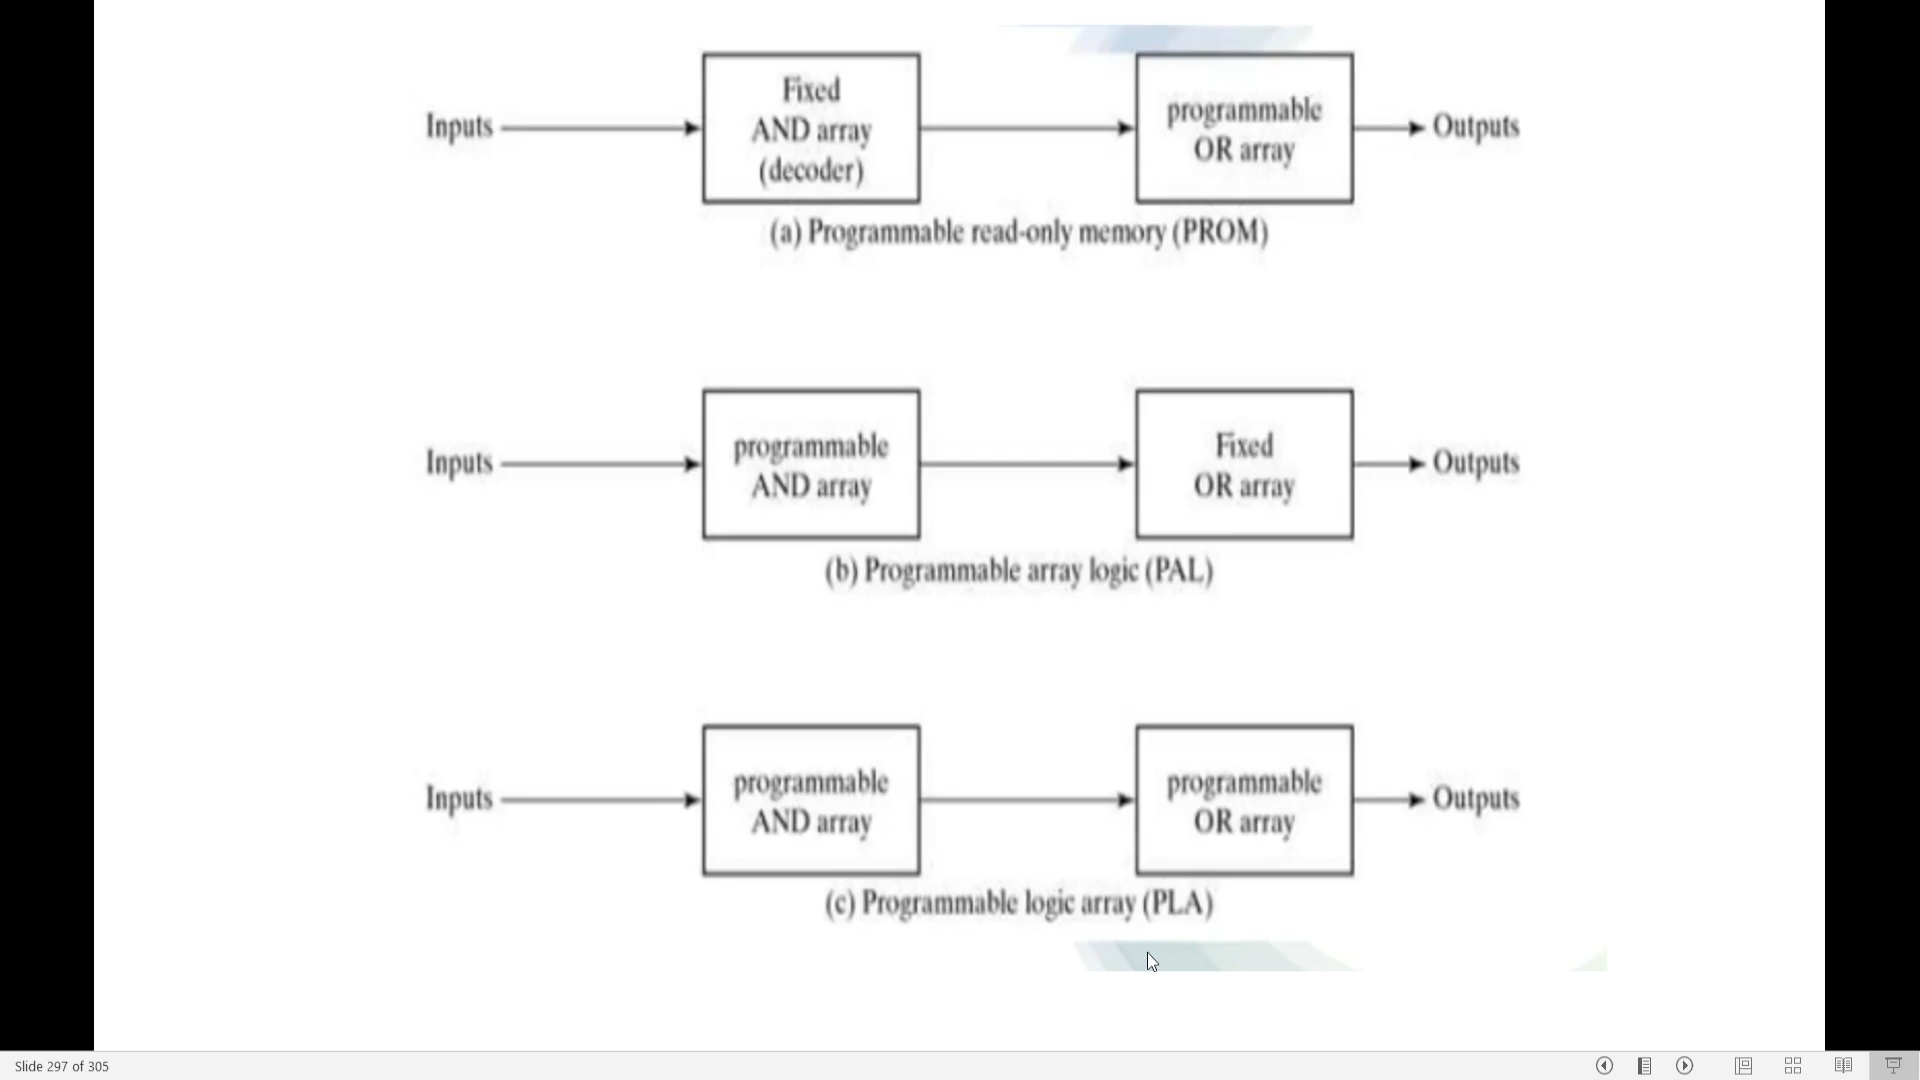 Inputs
Fixed
AND array
(decoder)
programmable
OR array
Outputs
(a) Programmable read-only memory (PROM)
Inputs
programmable
AND array
Fixed
OR array
Outputs
(b) Programmable array logic (PAL)
Inputs
programmable
AND array
programmable
OR array
Outputs
(c) Programmable logic array (PLA)
Slide 297 of 305